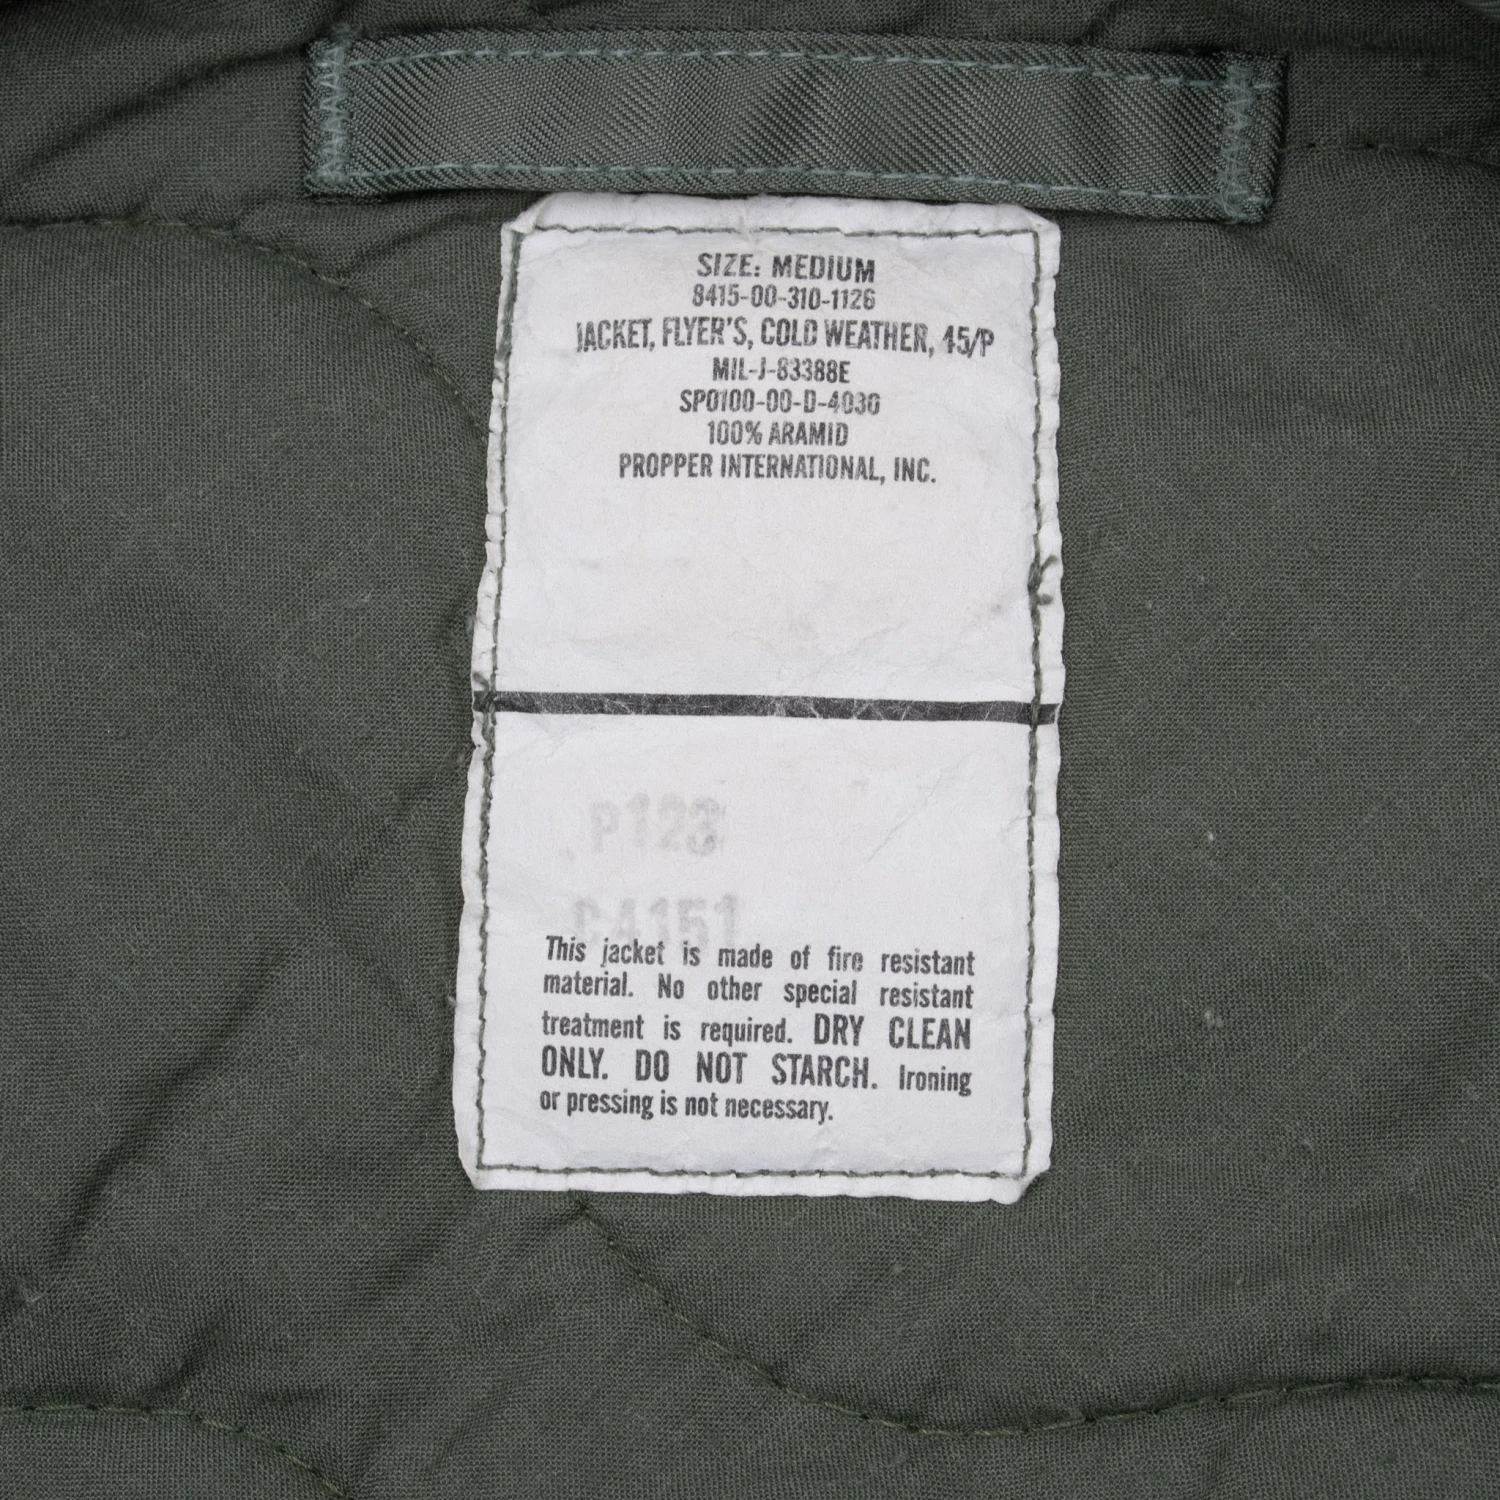 SIZE: MEDIUM
8415-00-310-1126
JACKET, FLYER'S, COLD WEATHER, 45/P
MIL-J-83388E
SP0100-00-D-4030
100% ARAMID
PROPPER INTERNATIONAL, INC.
P123
C4151
This jacket is made of fire resistant
material. No other special resistant
treatment is required. DRY CLEAN
ONLY. DO NOT STARCH. Ironing
or pressing is not necessary.